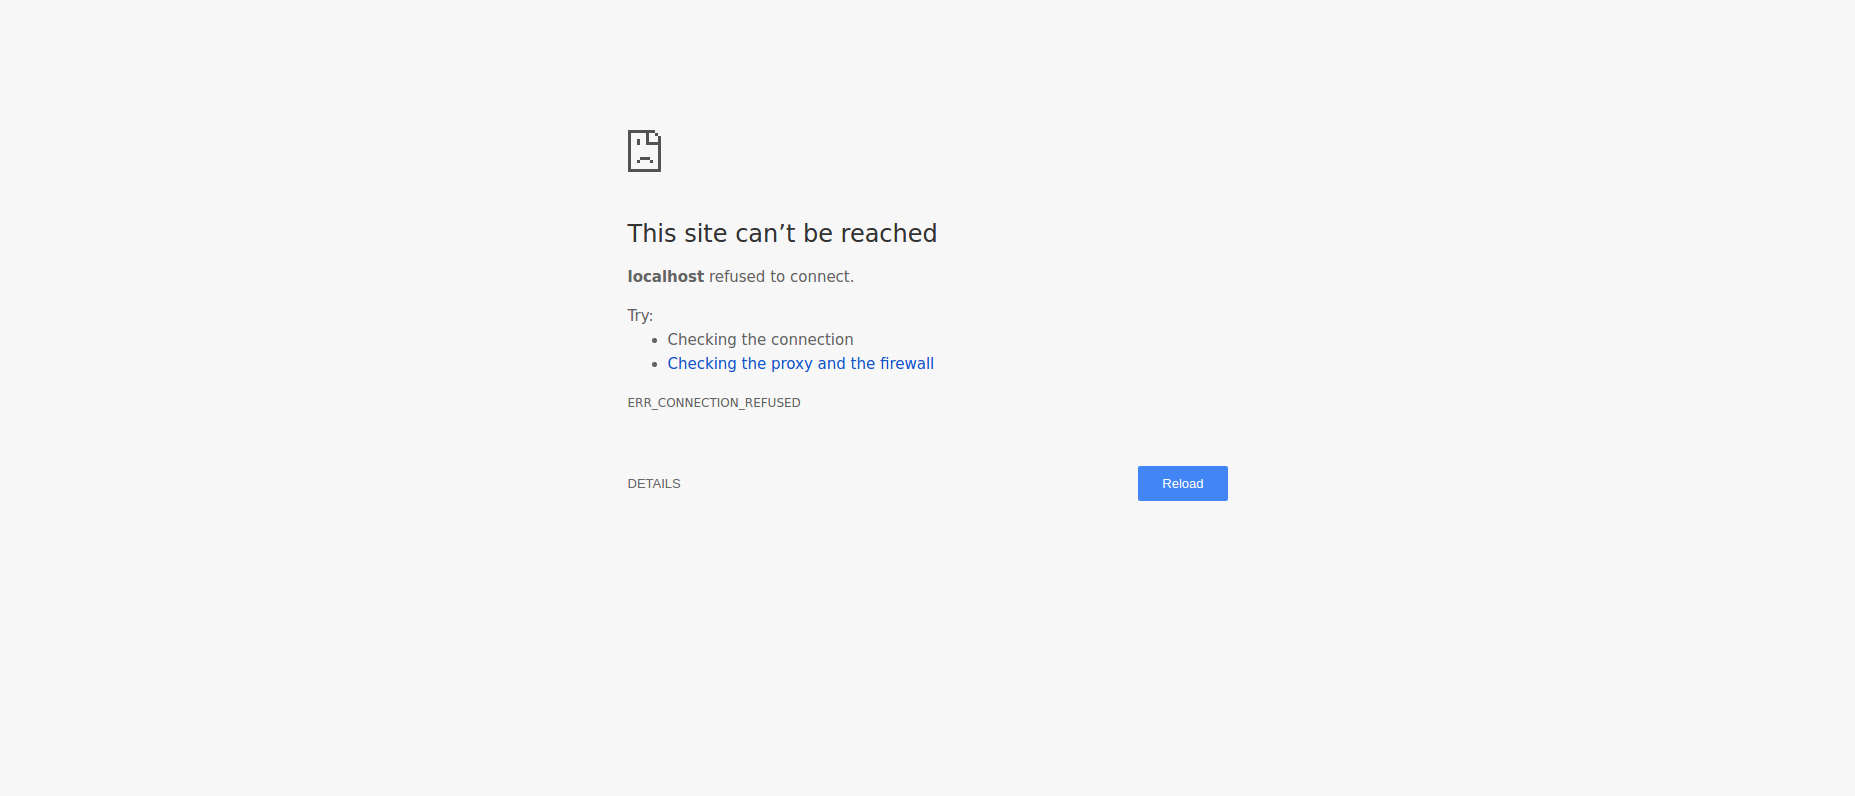 This site can’t be reached
localhost refused to connect.
Try:
Checking the connection
Checking the proxy and the firewall
ERR_CONNECTION_REFUSED
DETAILS
Reload